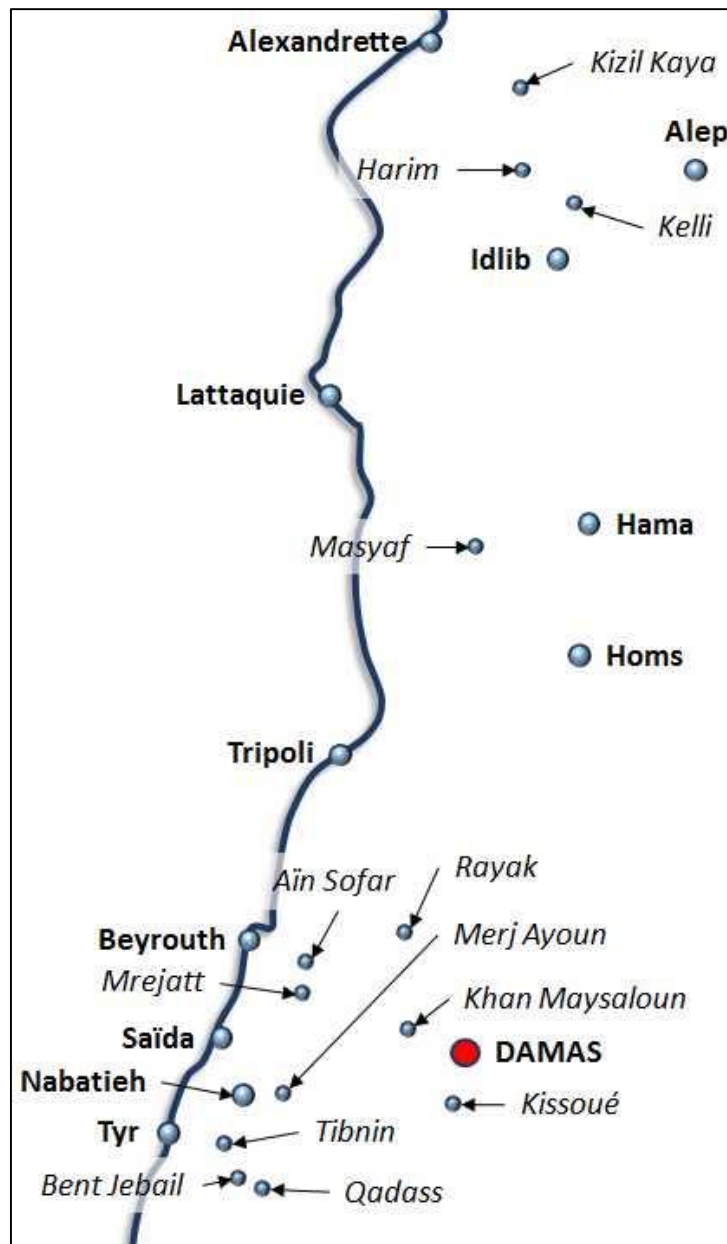 Alexandrette
Kizil Kaya
Alep
Harim
Kelli
Idlib
Lattaquie
Hama
Masyaf
Homs
Tripoli
Rayak
Aïn Sofar
Merj Ayoun
Beyrouth
Mrejatt
Khan Maysaloun
Saïda
DAMAS
Nabatieh
Kissoué
Tyr
Tibnin
Bent Jebail
Qadass